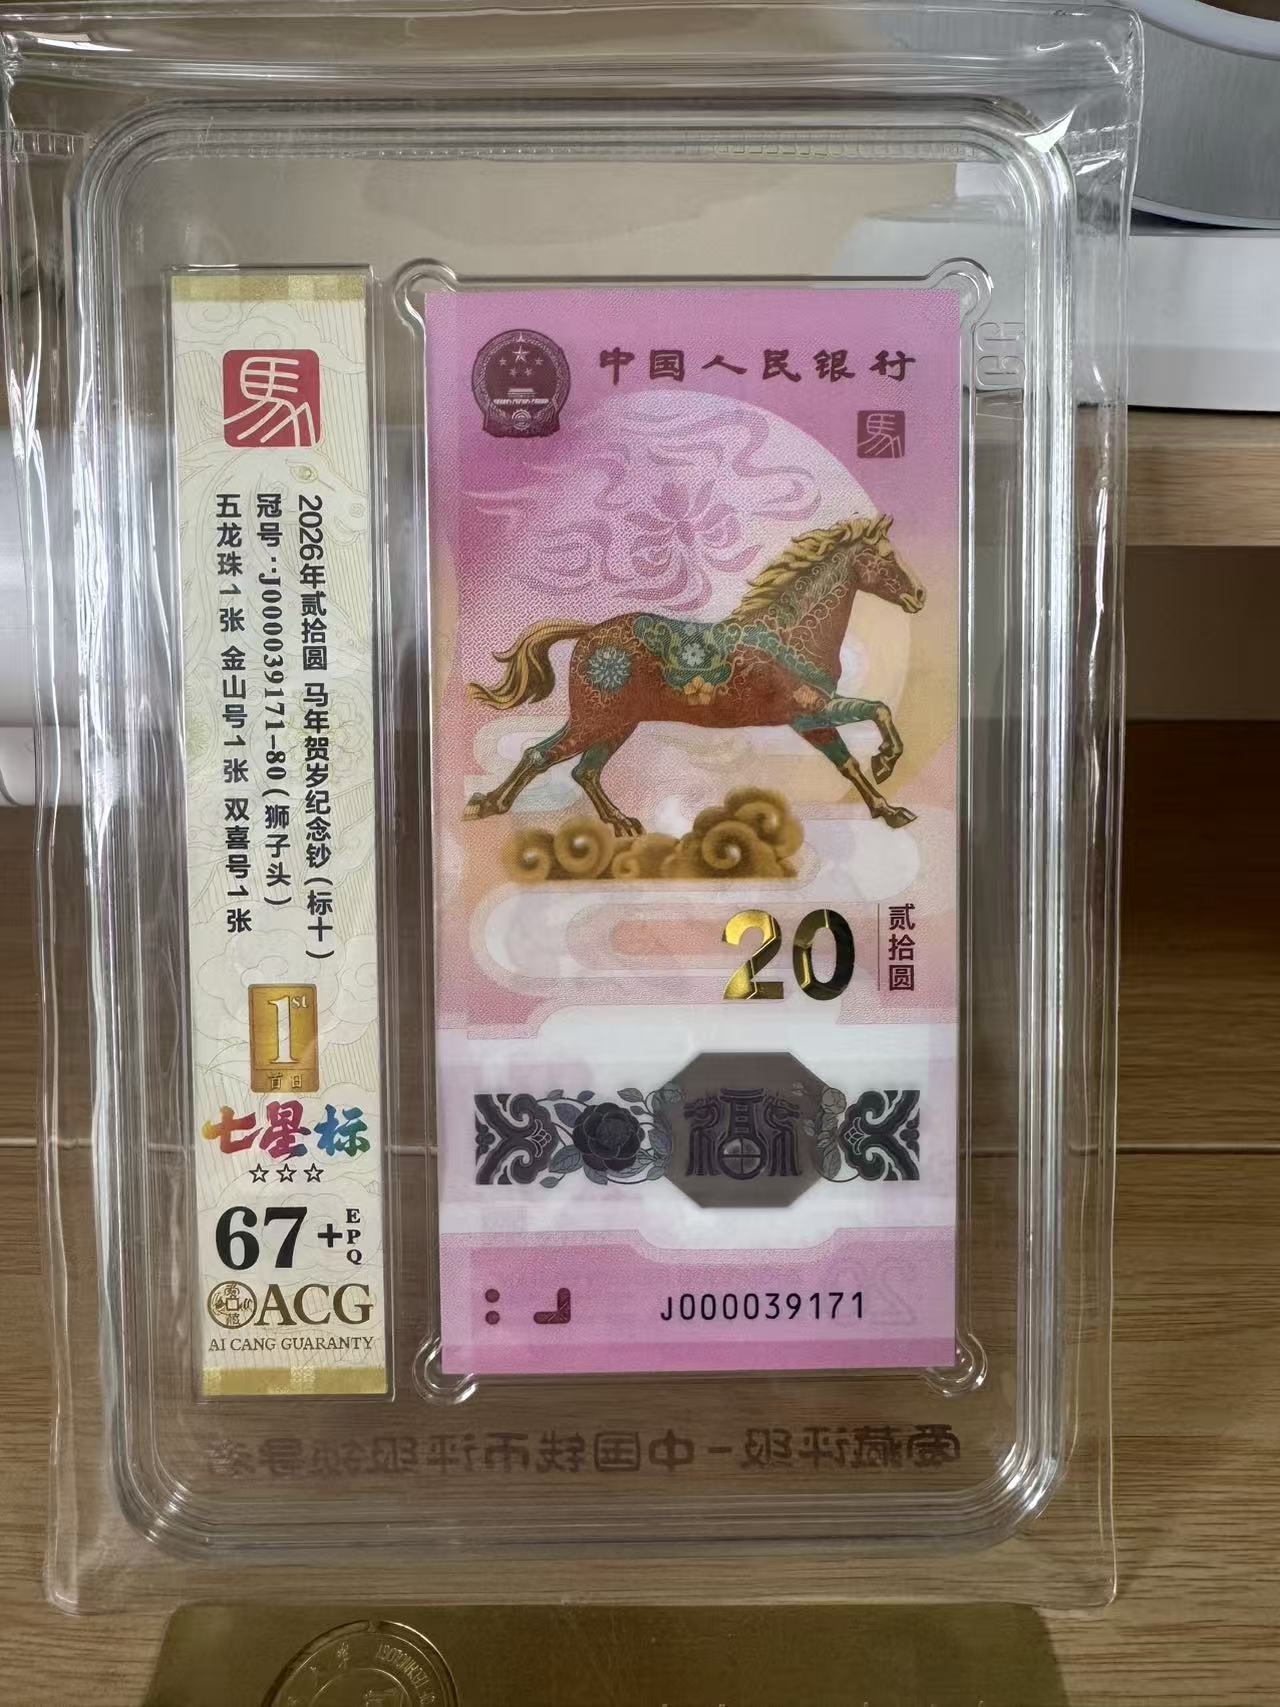 馬
2026年贰拾圆 马年贺岁纪念钞(标十)
冠号:J000039171-80(狮子头)
五龙珠1张 金山号1张 双喜号1张
1st
首日
七星标
☆☆☆
67+EPQ
ACG
AI CANG GUARANTY
中国人民银行
馬
20
贰拾圆
J000039171
ACG